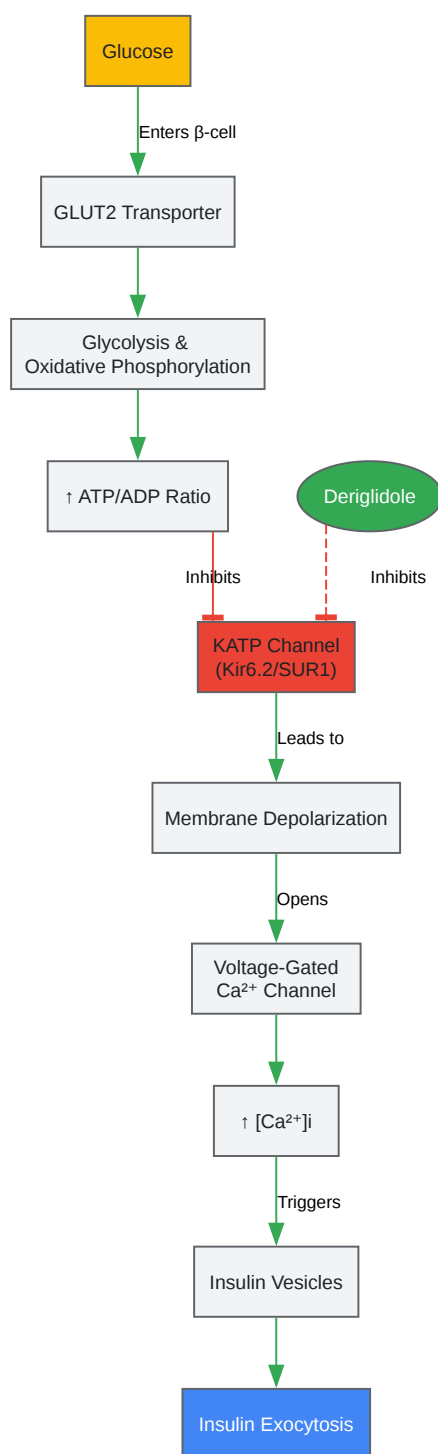 Glucose
Enters β-cell
GLUT2 Transporter
Glycolysis &
Oxidative Phosphorylation
↑ ATP/ADP Ratio
Deriglidole
Inhibits
Inhibits
KATP Channel
(Kir6.2/SUR1)
Leads to
Membrane Depolarization
Opens
Voltage-Gated
Ca²⁺ Channel
↑ [Ca²⁺]i
Triggers
Insulin Vesicles
Insulin Exocytosis